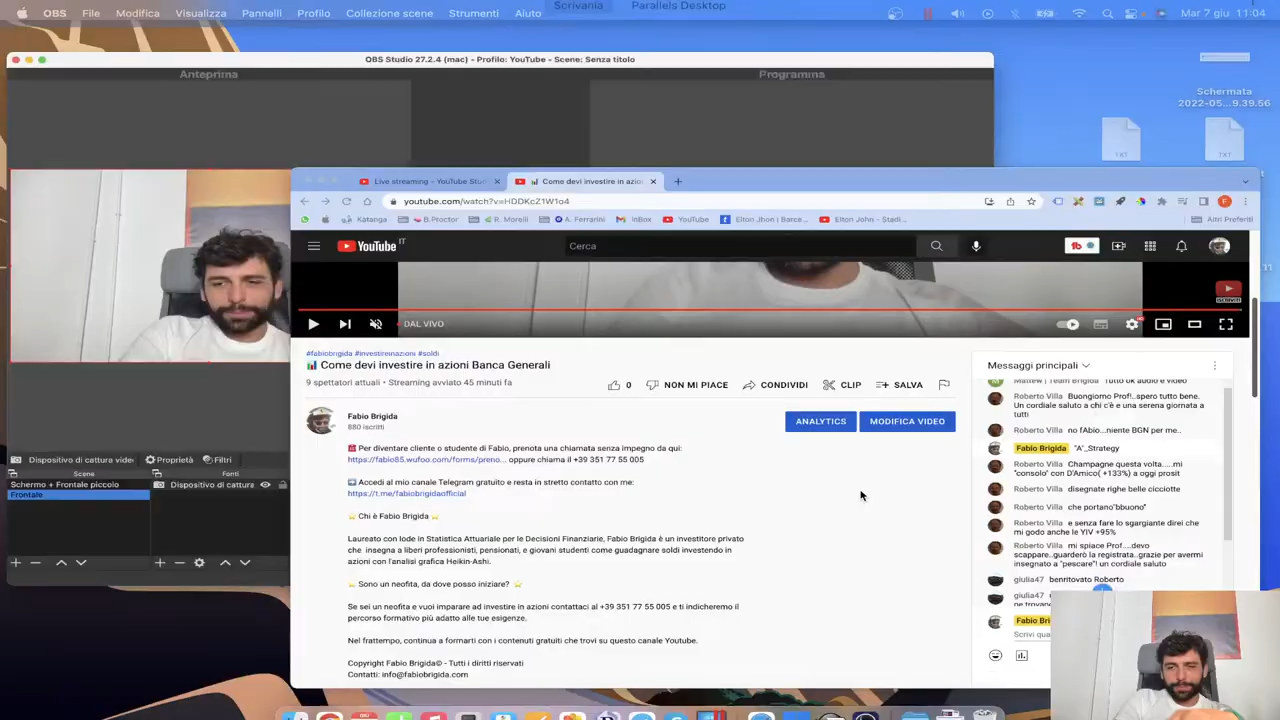 OBS File Modifica Visualizza Pannelli Profilo Collezione scene Strumenti Aiuto
Scrivania Parallels Desktop
Mar 7 giu 11:04
OBS Studio 27.2.4 (mac) - Profilo: YouTube - Scene: Senza titolo
Anteprima
Programma
Schermata
2022-05...9.39.56
TXT
TXT
Come devi investire in azio
youtube.com/watch?v=HDDKcZ1W1o4
Katanga
B.Proctor
R. Morelli
A. Ferrarini
InBox
YouTube
Elton Jhon | Barce...
Elton John – Stadi...
Altri Preferiti
YouTube IT
Cerca
ISCRIVITI
DAL VIVO
#fabiobrigida #investireinazioni #soldi
Come devi investire in azioni Banca Generali
9 spettatori attuali • Streaming avviato 45 minuti fa
0
NON MI PIACE
CONDIVIDI
CLIP
SALVA
Fabio Brigida
880 iscritti
ANALYTICS
MODIFICA VIDEO
Per diventare cliente o studente di Fabio, prenota una chiamata senza impegno da qui:
https://fabio85.wufoo.com/forms/preno... oppure chiama il +39 351 77 55 005
Accedi al mio canale Telegram gratuito e resta in stretto contatto con me:
https://t.me/fabiobrigidaofficial
Chi è Fabio Brigida
Laureato con lode in Statistica Attuariale per le Decisioni Finanziarie, Fabio Brigida è un investitore privato
che insegna a liberi professionisti, pensionati, e giovani studenti come guadagnare soldi investendo in
azioni con l'analisi grafica Heikin-Ashi.
Sono un neofita, da dove posso iniziare?
Se sei un neofita e vuoi imparare ad investire in azioni contattaci al +39 351 77 55 005 e ti indicheremo il
percorso formativo più adatto alle tue esigenze.
Nel frattempo, continua a formarti con i contenuti gratuiti che trovi su questo canale Youtube.
Copyright Fabio Brigida© - Tutti i diritti riservati
Contatti: info@fabiobrigida.com
Messaggi principali
Roberto Villa Buongiorno Prof!...spero tutto bene.
Un cordiale saluto a chi c'è e una serena giornata a
tutti
Roberto Villa no fAbio...niente BGN per me..
Fabio Brigida "A"_Strategy
Roberto Villa Champagne questa volta....mi
"consolo" con D'Amico( +133%) a oggi prosit
Roberto Villa disegnate righe belle cicciotte
Roberto Villa che portano"bbuono"
Roberto Villa e senza fare lo sgargiante direi che
mi godo anche le YIV +95%
Roberto Villa mi spiace Prof....devo
scappare..guarderò la registrata..grazie per avermi
insegnato a "pescare"! un cordiale saluto
giulia47 benritovato Roberto
giulia47
Fabio Bri
Scrivi qua
Dispositivo di cattura video
Proprietà
Filtri
Scene
Fonti
Schermo + Frontale piccolo
Frontale
Dispositivo di cattura